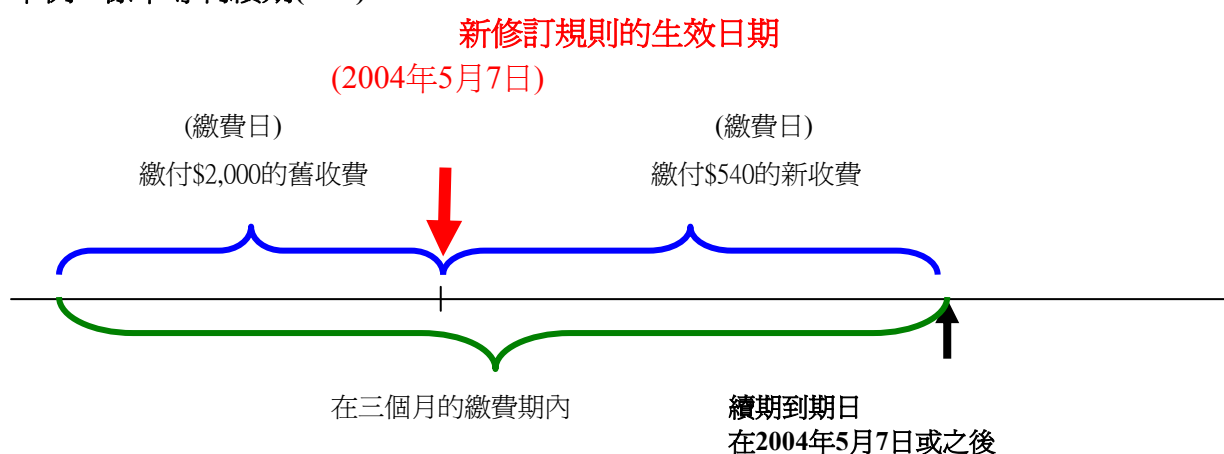 新修訂規則的生效日期
(2004年5月7日)
(繳費日)
繳付$2,000的舊收費
(繳費日)
繳付$540的新收費
在三個月的繳費期內
續期到期日
在2004年5月7日或之後